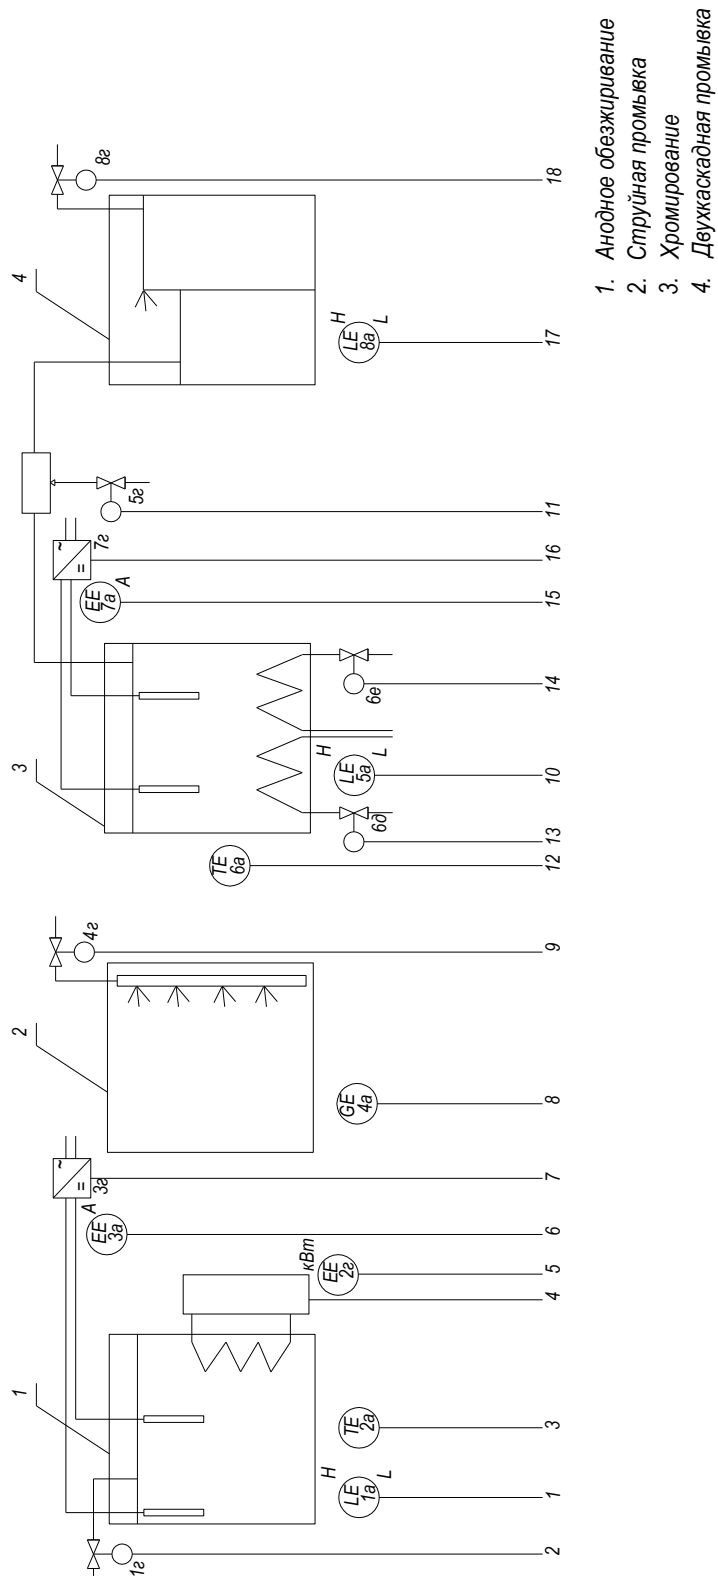 1. Анодное обезжиривание
2. Струйная промывка
3. Хромирование
4. Двухкаскадная промывка
1
2
3
4
1г
3г
4г
5г
7г
8г
~
=
~
=
LE
1а
H
L
TE
2а
EE
2г
кВт
EE
3а
А
GE
4а
TE
6а
6д
LE
5а
H
L
6е
EE
7а
А
LE
8а
H
L
2
1
3
4
5
6
7
8
9
12
13
10
14
15
16
11
17
18